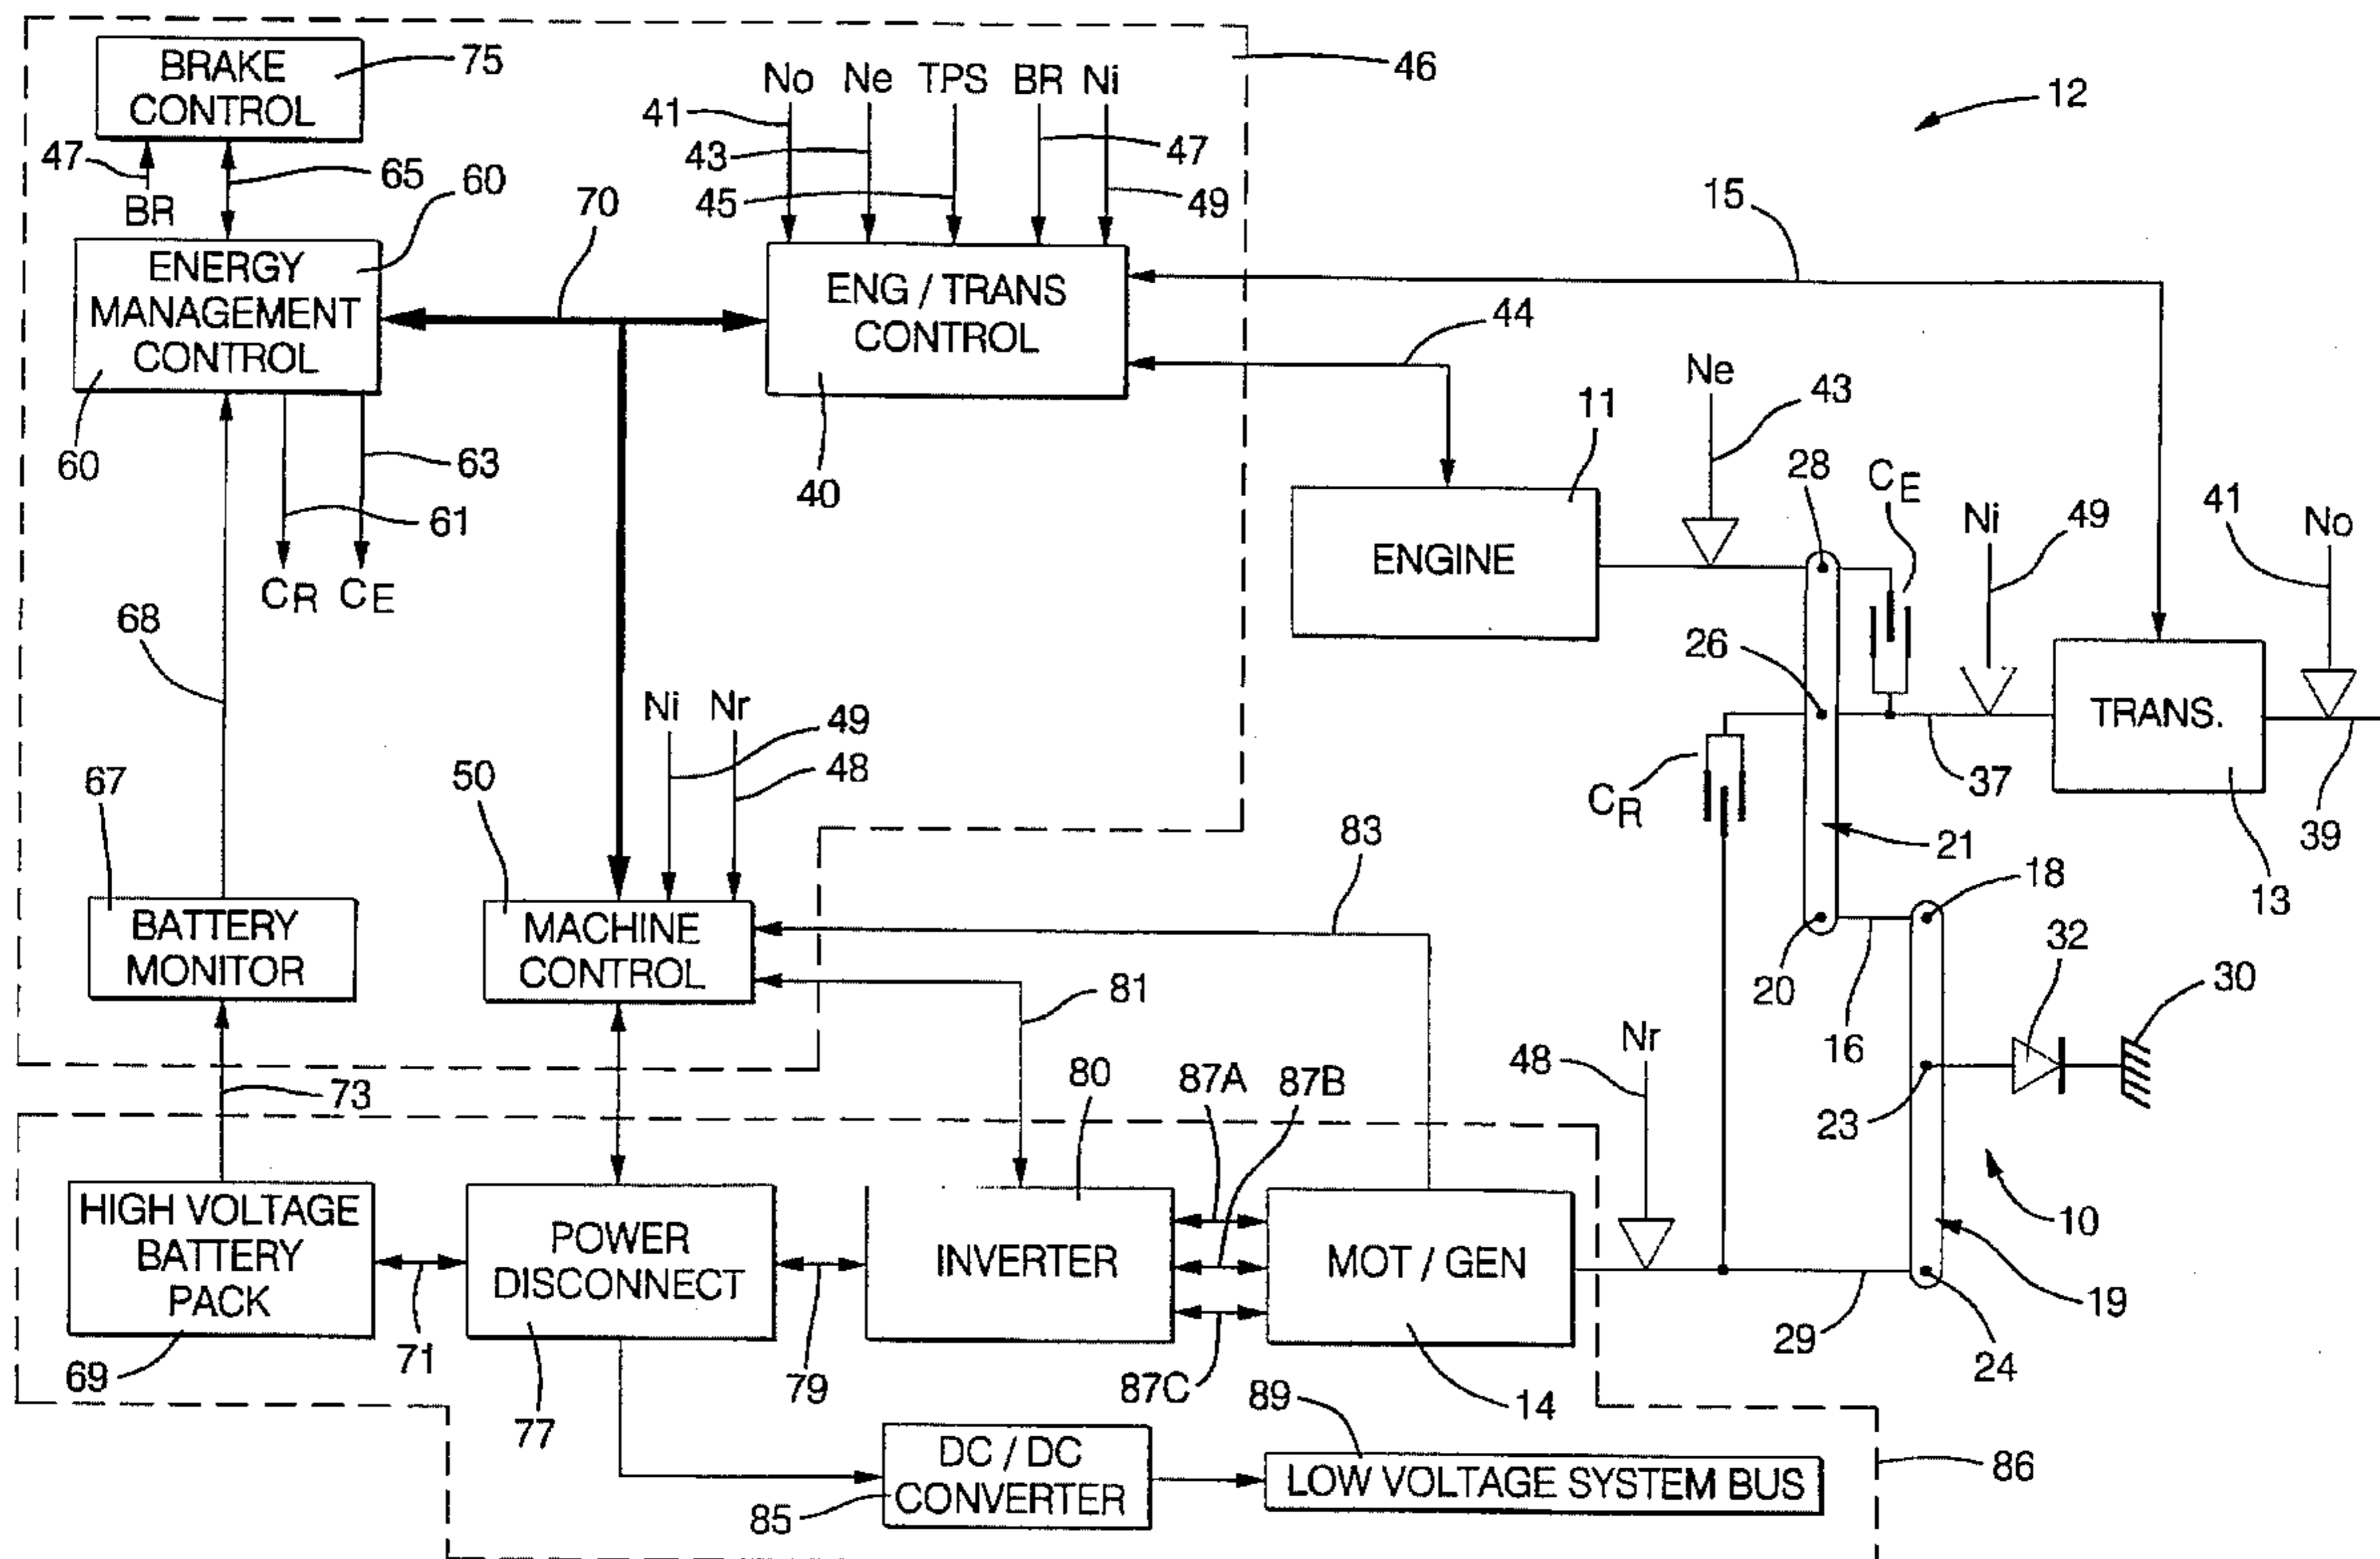 BRAKE
CONTROL
75
47
BR
65
60
ENERGY
MANAGEMENT
CONTROL
60
63
61
CR CE
70
No Ne TPS BR Ni
41
43
45
47
49
46
12
ENG / TRANS
CONTROL
40
15
44
11
ENGINE
Ne
43
28
CE
Ni
49
41
No
26
TRANS.
37
39
13
CR
21
18
20
16
32
30
23
10
19
24
29
68
67
BATTERY
MONITOR
50
Ni Nr
49
48
MACHINE
CONTROL
83
81
73
80
87A
87B
48
Nr
HIGH VOLTAGE
BATTERY
PACK
69
71
POWER
DISCONNECT
77
79
INVERTER
87C
MOT / GEN
14
DC / DC
CONVERTER
85
89
LOW VOLTAGE SYSTEM BUS
86